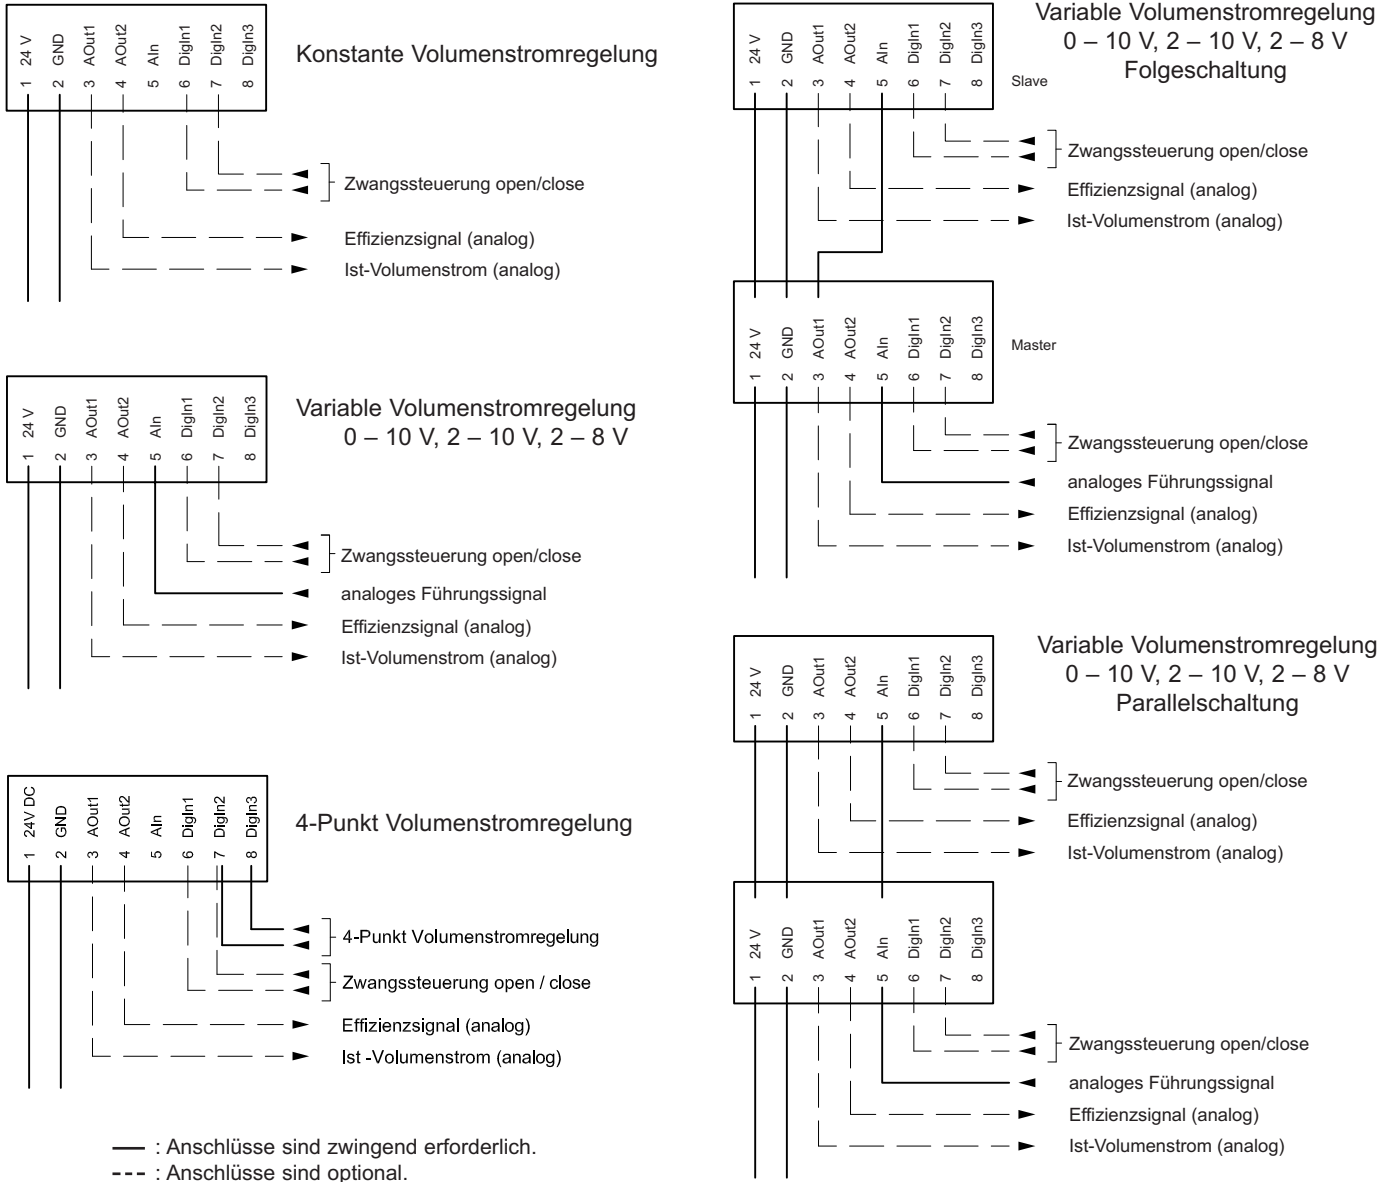 1 24 V
2 GND
3 AOut1
4 AOut2
5 AIn
6 DigIn1
7 DigIn2
8 DigIn3
Konstante Volumenstromregelung
Zwangssteuerung open/close
Effizienzsignal (analog)
Ist-Volumenstrom (analog)
1 24 V
2 GND
3 AOut1
4 AOut2
5 AIn
6 DigIn1
7 DigIn2
8 DigIn3
Variable Volumenstromregelung
0 – 10 V, 2 – 10 V, 2 – 8 V
Zwangssteuerung open/close
analoges Führungssignal
Effizienzsignal (analog)
Ist-Volumenstrom (analog)
1 24V DC
2 GND
3 AOut1
4 AOut2
5 AIn
6 DigIn1
7 DigIn2
8 DigIn3
4-Punkt Volumenstromregelung
4-Punkt Volumenstromregelung
Zwangssteuerung open / close
Effizienzsignal (analog)
Ist -Volumenstrom (analog)
: Anschlüsse sind zwingend erforderlich.
--- : Anschlüsse sind optional.
1 24 V
2 GND
3 AOut1
4 AOut2
5 AIn
6 DigIn1
7 DigIn2
8 DigIn3
Variable Volumenstromregelung
0 – 10 V, 2 – 10 V, 2 – 8 V
Folgeschaltung
Slave
Zwangssteuerung open/close
Effizienzsignal (analog)
Ist-Volumenstrom (analog)
1 24 V
2 GND
3 AOut1
4 AOut2
5 AIn
6 DigIn1
7 DigIn2
8 DigIn3
Master
Zwangssteuerung open/close
analoges Führungssignal
Effizienzsignal (analog)
Ist-Volumenstrom (analog)
1 24 V
2 GND
3 AOut1
4 AOut2
5 AIn
6 DigIn1
7 DigIn2
8 DigIn3
Variable Volumenstromregelung
0 – 10 V, 2 – 10 V, 2 – 8 V
Parallelschaltung
Zwangssteuerung open/close
Effizienzsignal (analog)
Ist-Volumenstrom (analog)
1 24 V
2 GND
3 AOut1
4 AOut2
5 AIn
6 DigIn1
7 DigIn2
8 DigIn3
Zwangssteuerung open/close
analoges Führungssignal
Effizienzsignal (analog)
Ist-Volumenstrom (analog)